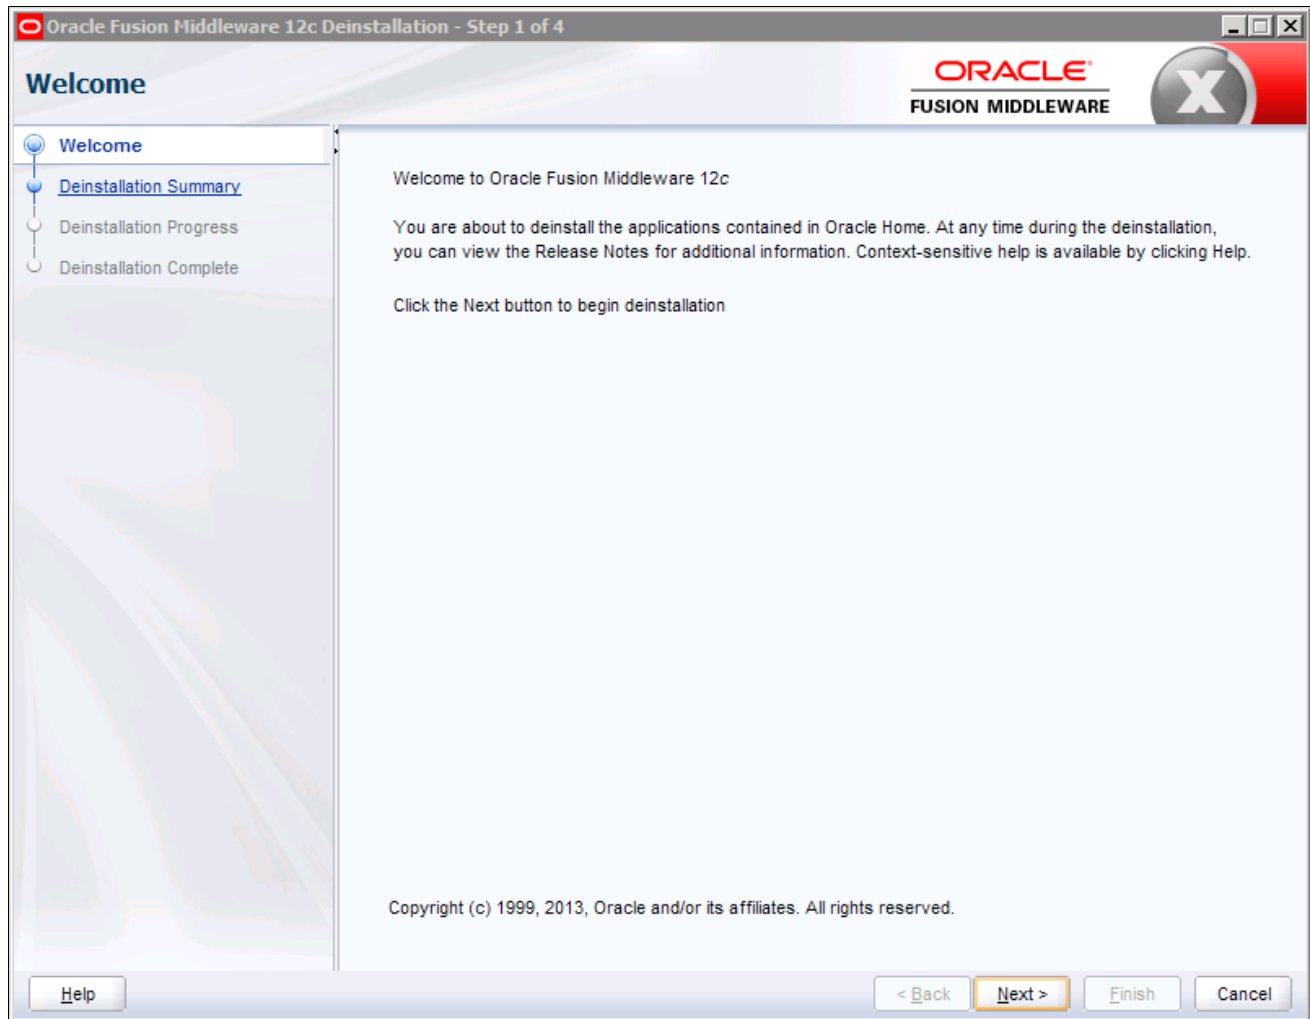 Oracle Fusion Middleware 12c Deinstallation - Step 1 of 4
Welcome
ORACLE
FUSION MIDDLEWARE
Welcome
Deinstallation Summary
Deinstallation Progress
Deinstallation Complete
Welcome to Oracle Fusion Middleware 12c
You are about to deinstall the applications contained in Oracle Home. At any time during the deinstallation,
you can view the Release Notes for additional information. Context-sensitive help is available by clicking Help.
Click the Next button to begin deinstallation
Copyright (c) 1999, 2013, Oracle and/or its affiliates. All rights reserved.
Help
< Back
Next >
Finish
Cancel